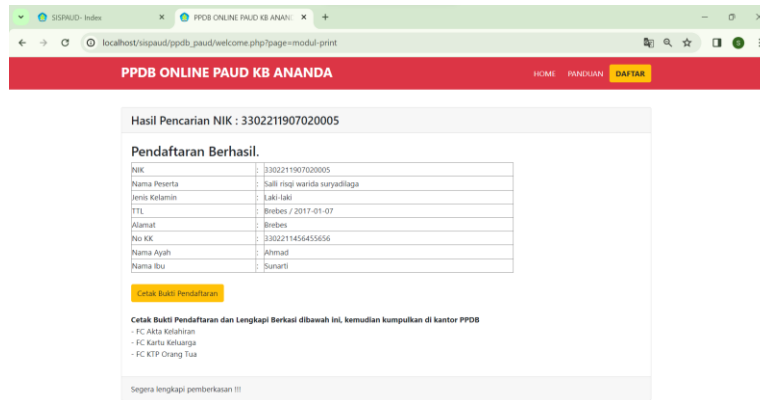 SISPAUD- Index
PPDB ONLINE PAUD KB ANAN
localhost/sispaud/ppdb_paud/welcome.php?page=modul-print
PPDB ONLINE PAUD KB ANANDA
HOME PANDUAN DAFTAR
Hasil Pencarian NIK : 3302211907020005
Pendaftaran Berhasil.
NIK : 3302211907020005
Nama Peserta : Salli risqi warida suryadilaga
Jenis Kelamin : Laki-laki
TTL : Brebes / 2017-01-07
Alamat : Brebes
No KK : 3302211456455656
Nama Ayah : Ahmad
Nama Ibu : Sunarti
Cetak Bukti Pendaftaran
Cetak Bukti Pendaftaran dan Lengkapi Berkasi dibawah ini, kemudian kumpulkan di kantor PPDB
- FC Akta Kelahiran
- FC Kartu Keluarga
- FC KTP Orang Tua
Segera lengkapi pemberkasan !!!